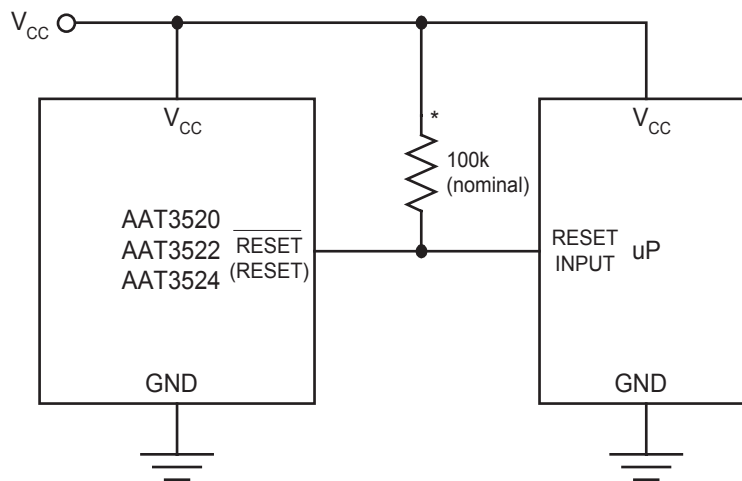 VCC
VCC
*
100k
(nominal)
AAT3520
AAT3522
AAT3524
RESET
(RESET)
GND
VCC
RESET
INPUT
uP
GND